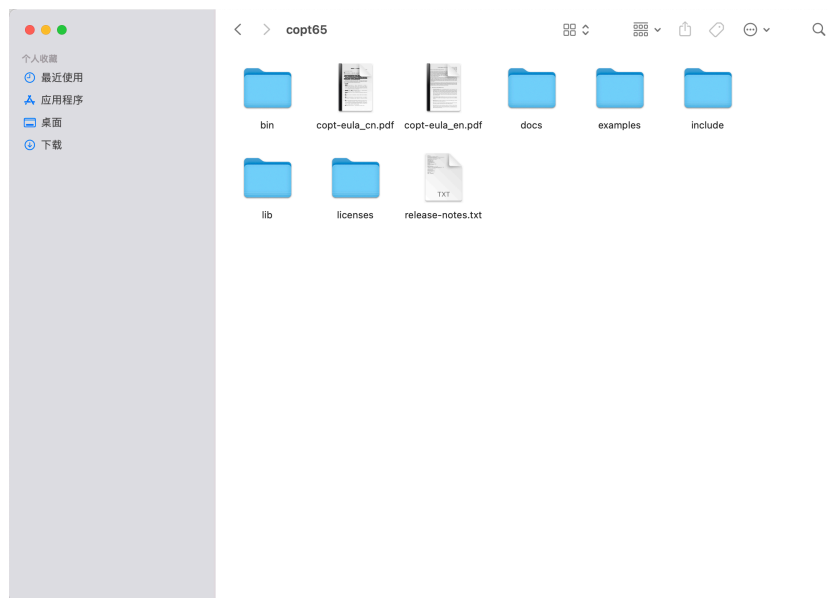 copt65
个人收藏
最近使用
应用程序
桌面
下载
bin
copt-eula_cn.pdf
copt-eula_en.pdf
docs
examples
include
lib
licenses
TXT
release-notes.txt